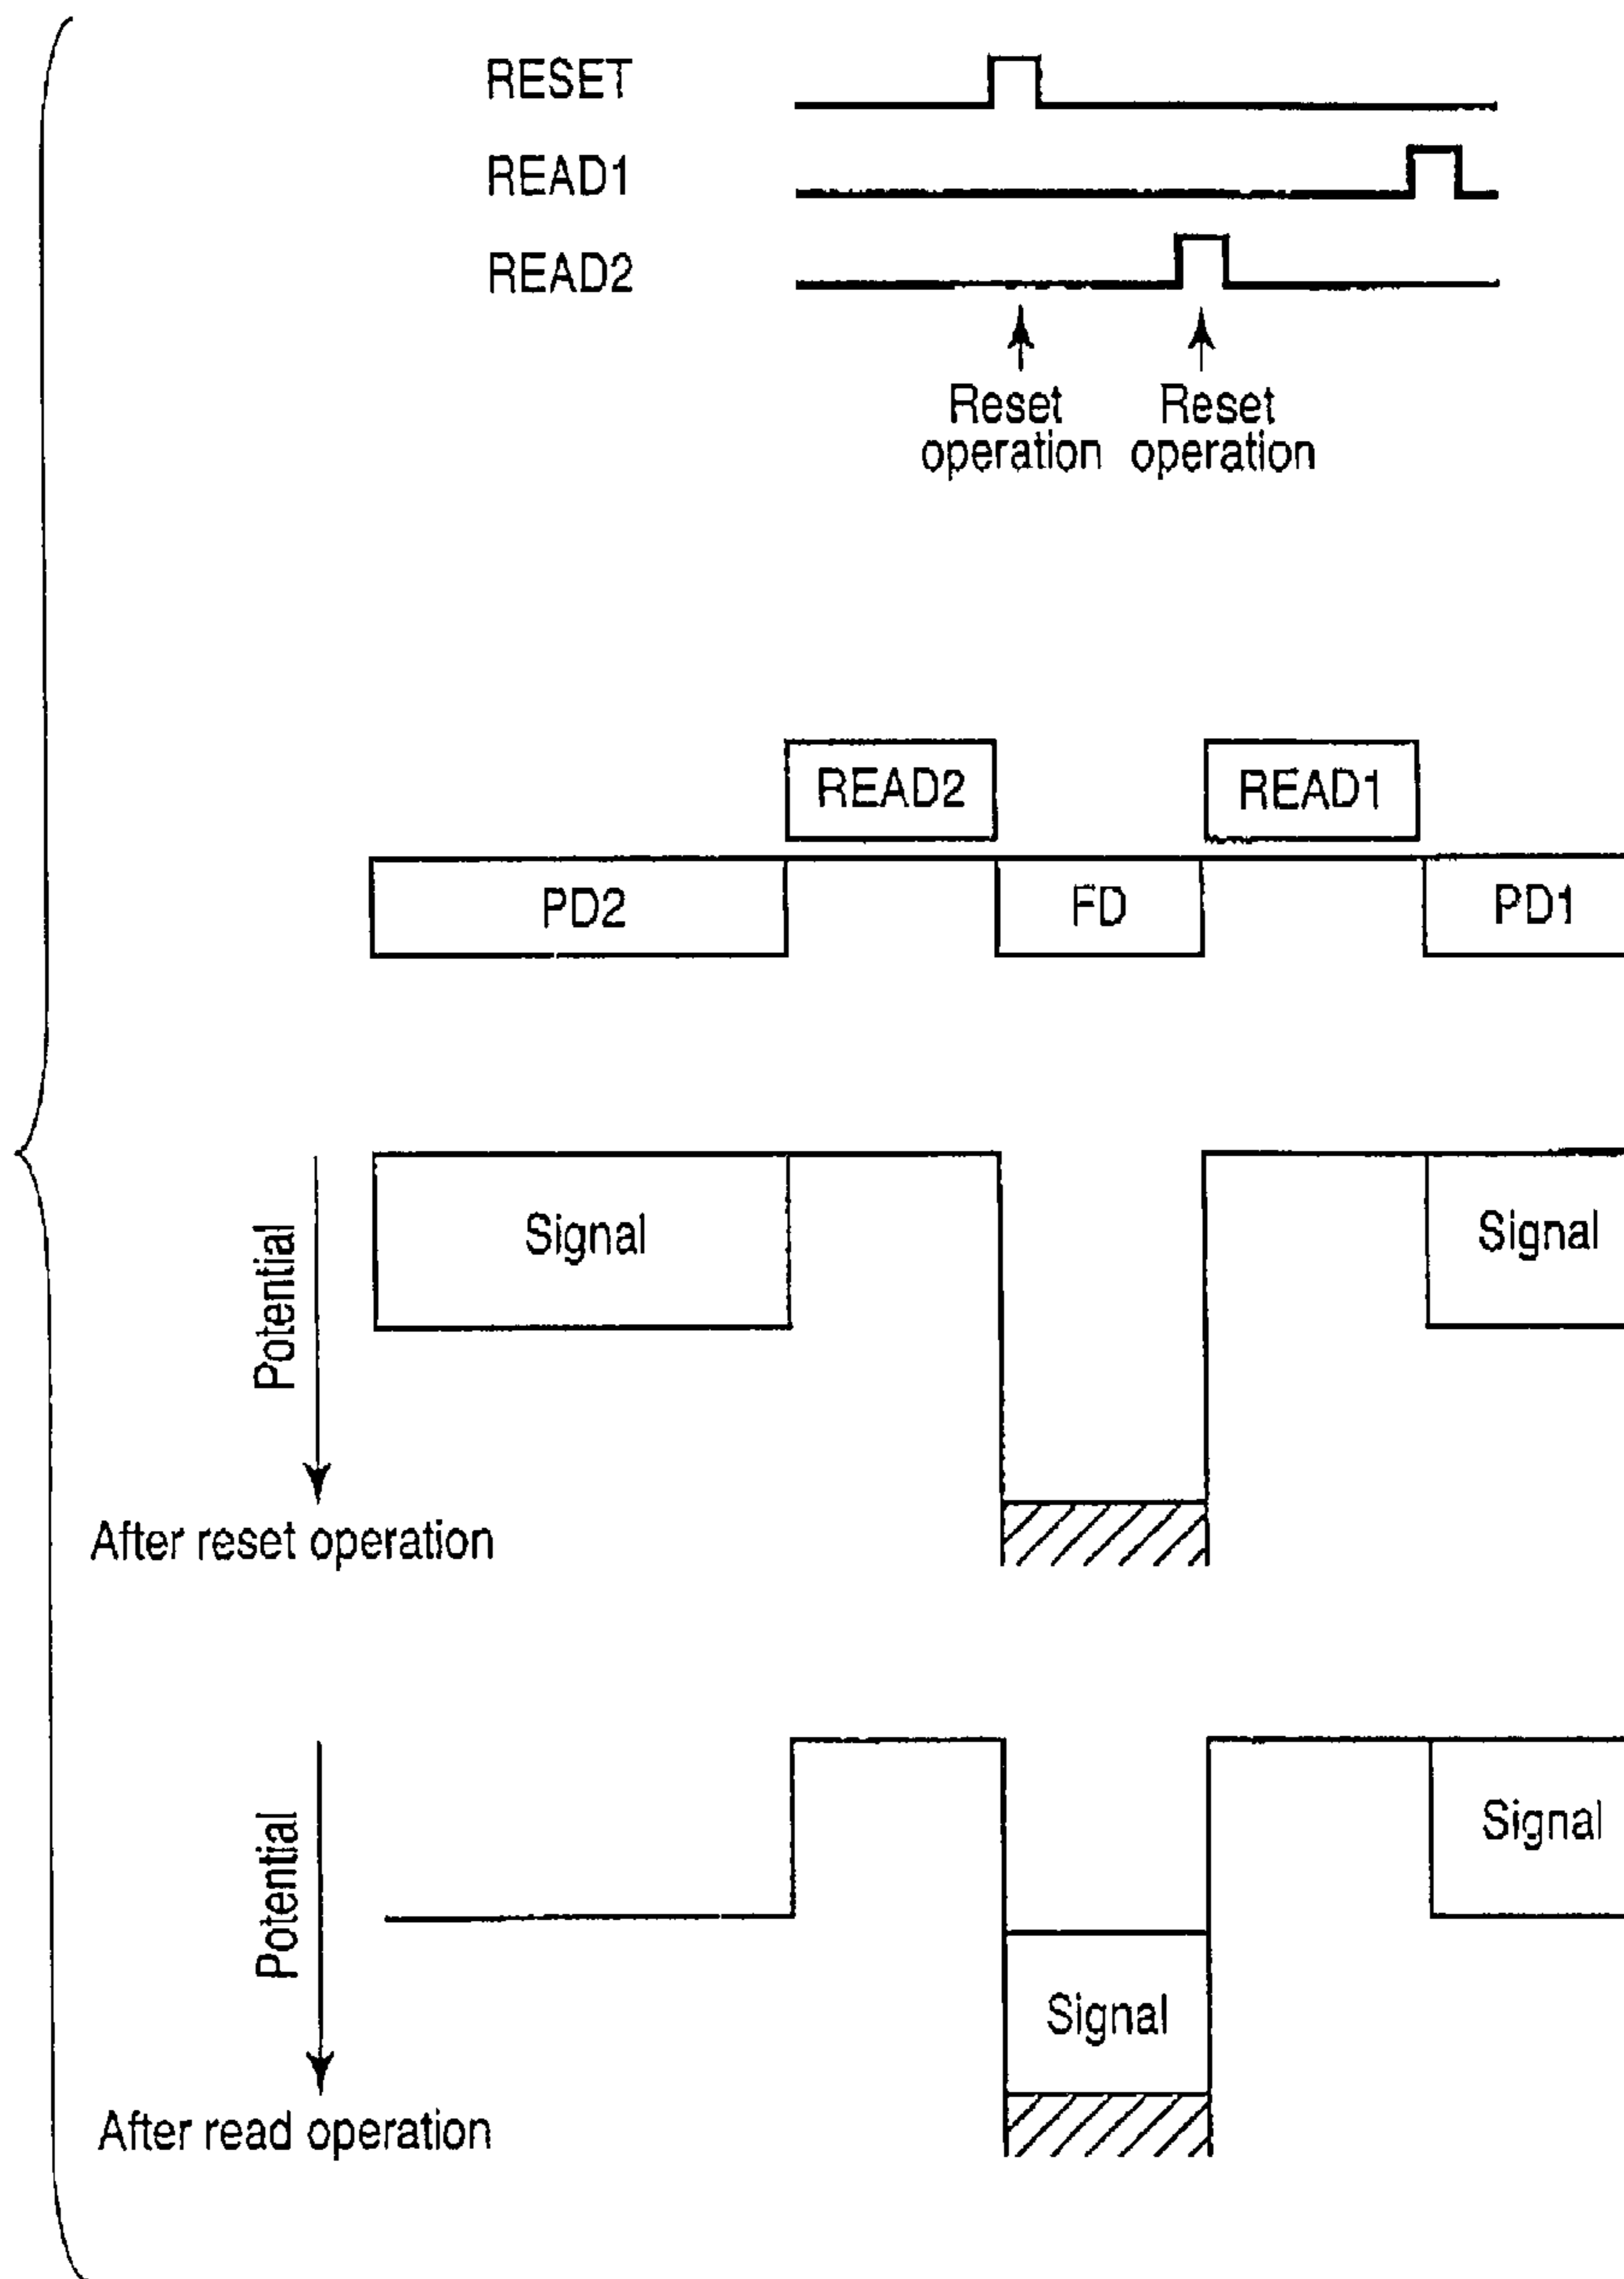 RESET
READ1
READ2
Reset operation
Reset operation
READ2
READ1
PD2
FD
PD1
Potential
Signal
Signal
After reset operation
Potential
Signal
Signal
After read operation